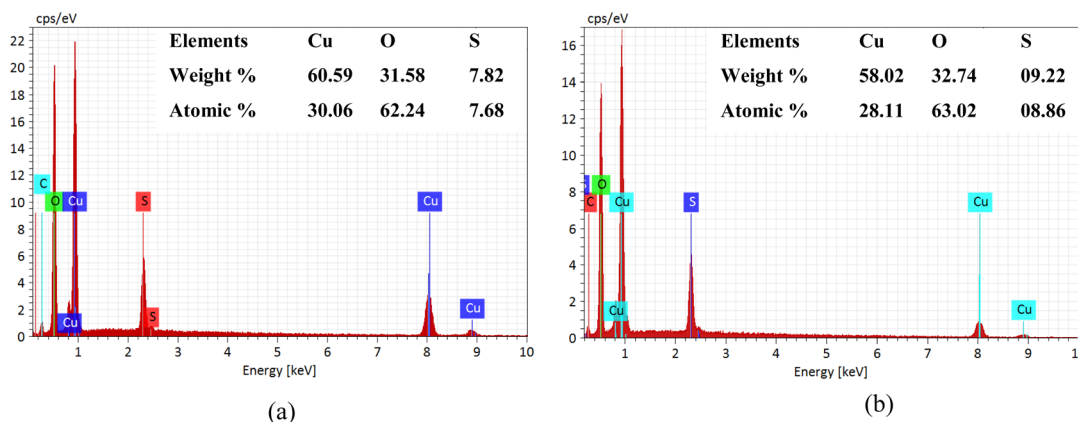 cps/eV
22
20
18
16
14
12
10
8
6
4
2
0
Elements Cu O S
Weight % 60.59 31.58 7.82
Atomic % 30.06 62.24 7.68
C
O
Cu
Cu
S
S
Cu
Cu
1 2 3 4 5 6 7 8 9 10
Energy [keV]
(a)
cps/eV
16
14
12
10
8
6
4
2
0
Elements Cu O S
Weight % 58.02 32.74 09.22
Atomic % 28.11 63.02 08.86
C
O
Cu
Cu
S
Cu
Cu
1 2 3 4 5 6 7 8 9
Energy [keV]
(b)